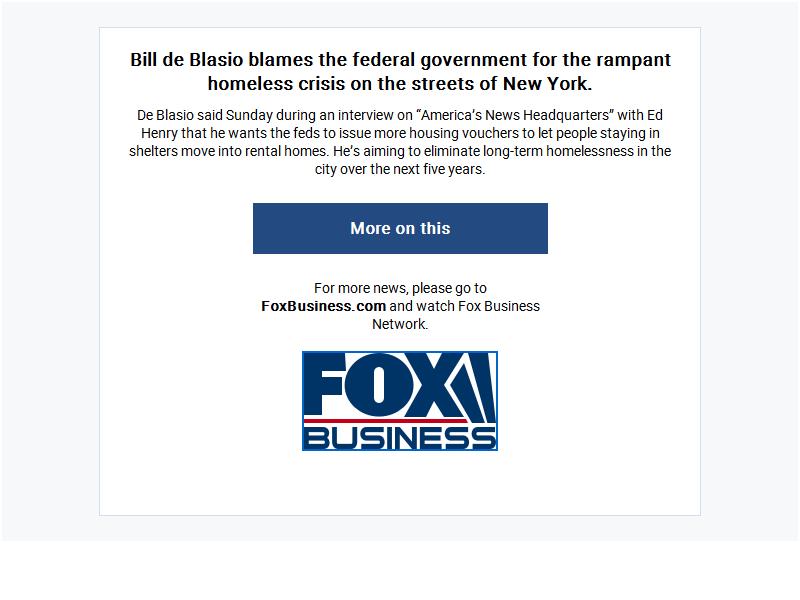 Bill de Blasio blames the federal government for the rampant
homeless crisis on the streets of New York.
De Blasio said Sunday during an interview on “America’s News Headquarters” with Ed
Henry that he wants the feds to issue more housing vouchers to let people staying in
shelters move into rental homes. He’s aiming to eliminate long-term homelessness in the
city over the next five years.
More on this
For more news, please go to
FoxBusiness.com and watch Fox Business
Network.
FOX
BUSINESS